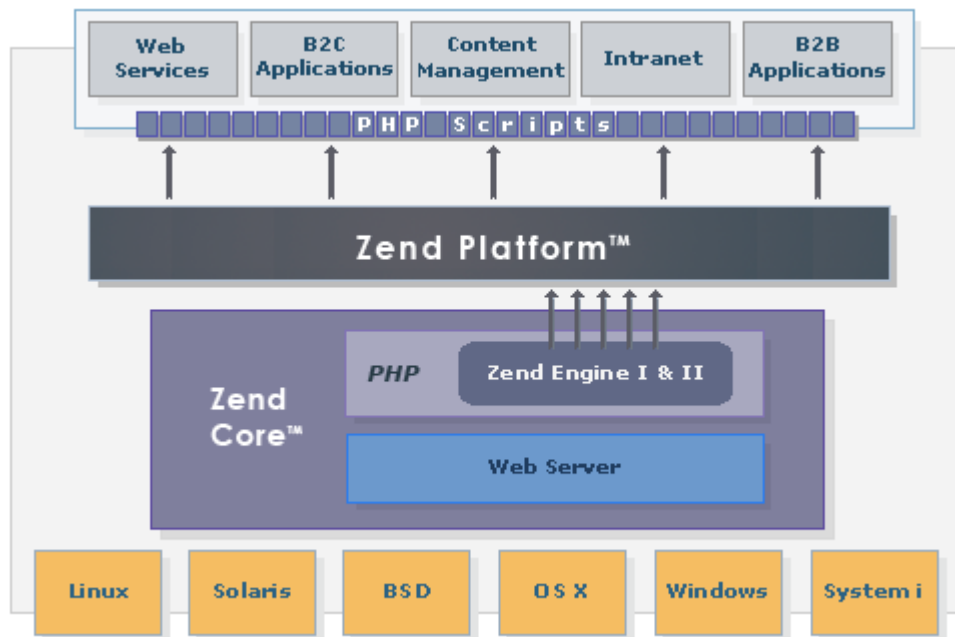 Web Services
B2C Applications
Content Management
Intranet
B2B Applications
PHP Scripts
Zend Platform™
Zend Core™
PHP
Zend Engine I & II
Web Server
Linux
Solaris
BSD
OS X
Windows
System i